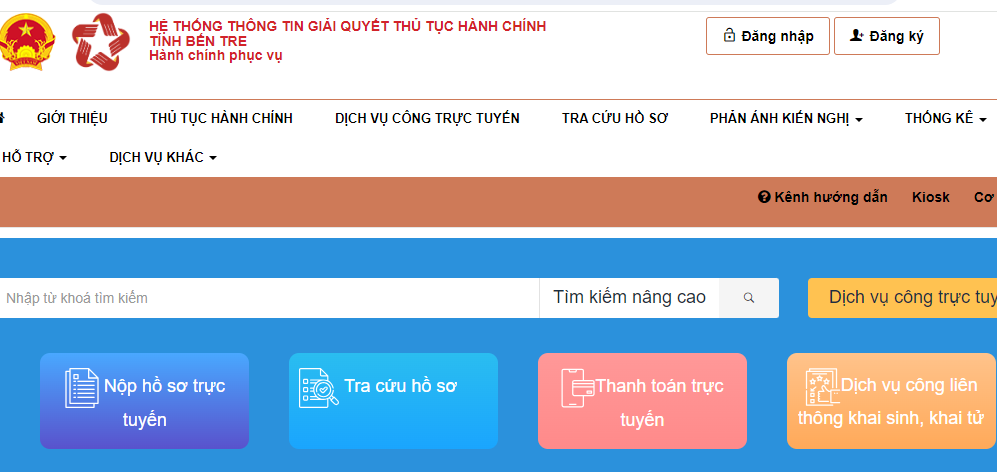 HỆ THỐNG THÔNG TIN GIẢI QUYẾT THỦ TỤC HÀNH CHÍNH
TỈNH BẾN TRE
Hành chính phục vụ
Đăng nhập
Đăng ký
GIỚI THIỆU
THỦ TỤC HÀNH CHÍNH
DỊCH VỤ CÔNG TRỰC TUYẾN
TRA CỨU HỒ SƠ
PHẢN ÁNH KIẾN NGHỊ
THỐNG KÊ
HỖ TRỢ
DỊCH VỤ KHÁC
Kênh hướng dẫn
Kiosk
Cơ
Nhập từ khoá tìm kiếm
Tìm kiếm nâng cao
Dịch vụ công trực tuy
Nộp hồ sơ trực
tuyến
Tra cứu hồ sơ
Thanh toán trực
tuyến
Dịch vụ công liên
thông khai sinh, khai tử